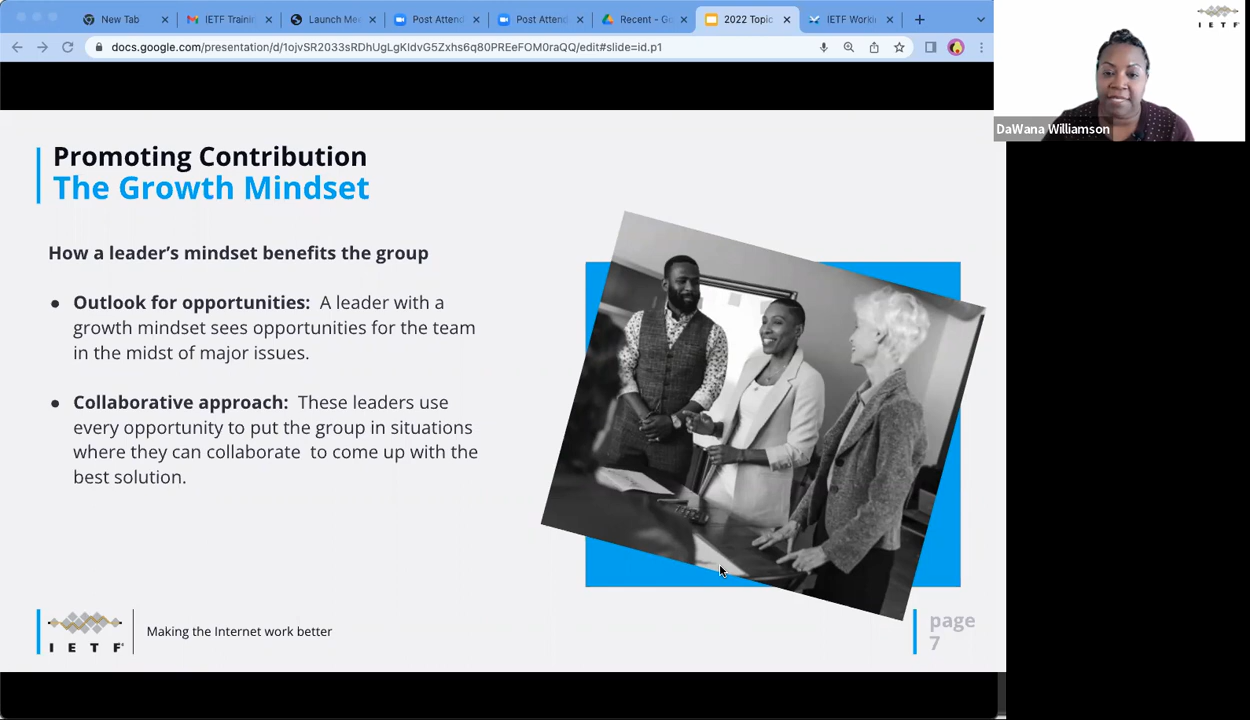 New Tab
IETF Traini
Launch Mee
Post Attend
Post Attend
Recent - Go
2022 Topic
IETF Worki
docs.google.com/presentation/d/1ojvSR2033sRDhUgLgKIdvG5Zxhs6q80PREeFOM0raQQ/edit#slide=id.p1
I E T F
DaWana Williamson
Promoting Contribution
The Growth Mindset
How a leader’s mindset benefits the group
● Outlook for opportunities: A leader with a
growth mindset sees opportunities for the team
in the midst of major issues.
● Collaborative approach: These leaders use
every opportunity to put the group in situations
where they can collaborate to come up with the
best solution.
I E T F®
Making the Internet work better
page
7